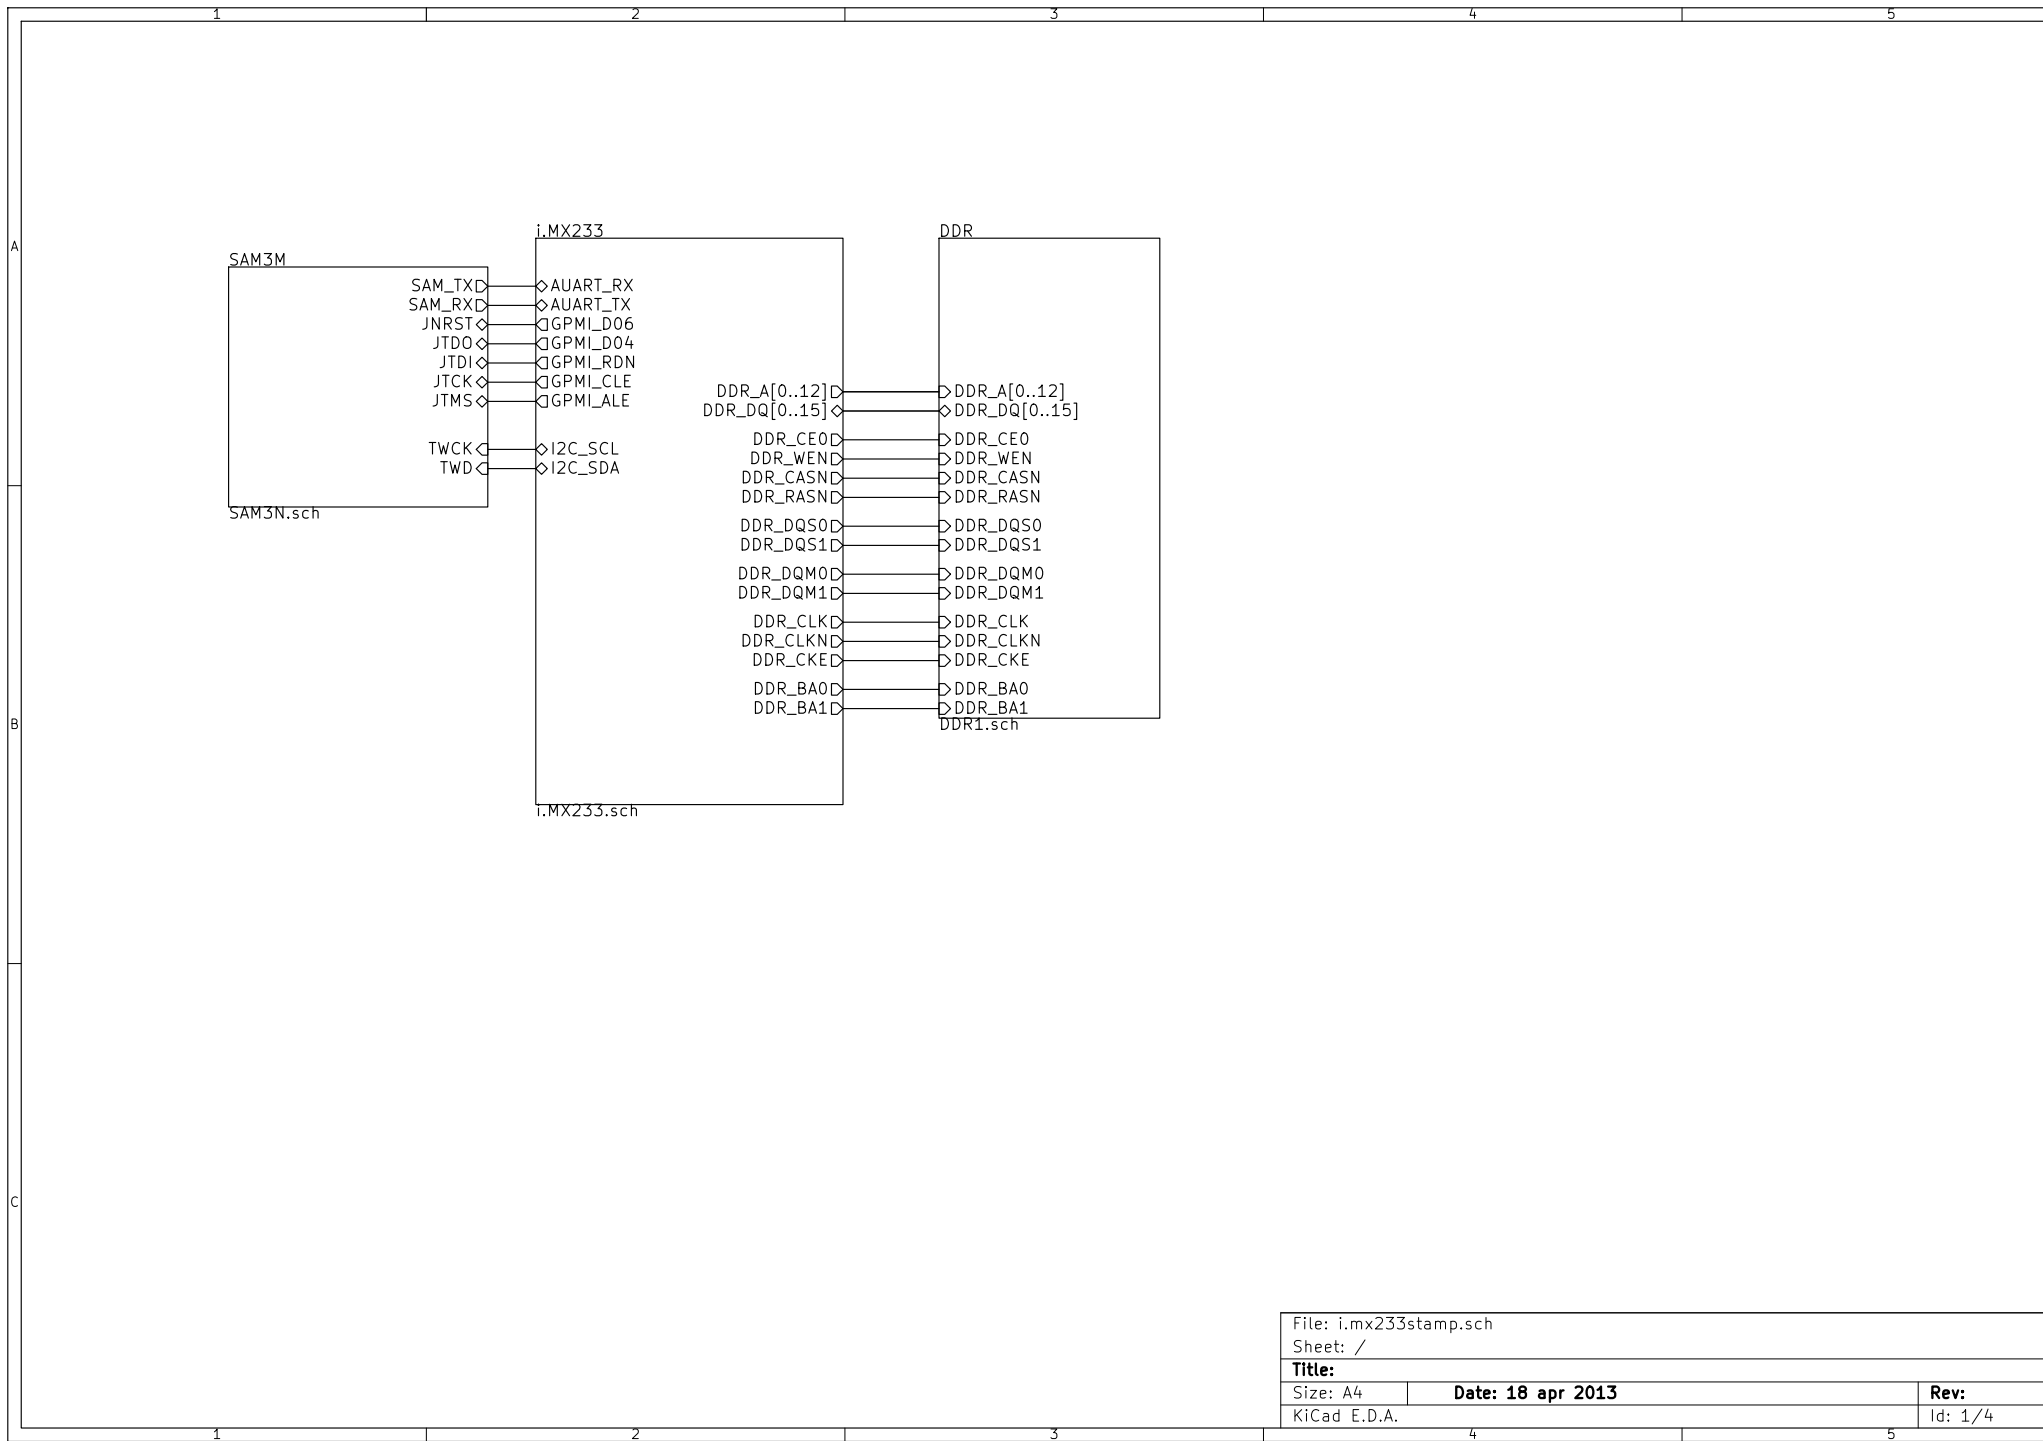 1 2 3 4 5
A
B
C
i.MX233
DDR
SAM3M
SAM_TX AUART_RX
SAM_RX AUART_TX
JNRST GPMI_D06
JTDO GPMI_D04
JTDI GPMI_RDN
JTCK GPMI_CLE
JTMS GPMI_ALE
TWCK I2C_SCL
TWD I2C_SDA
SAM3N.sch
DDR_A[0..12] DDR_A[0..12]
DDR_DQ[0..15] DDR_DQ[0..15]
DDR_CE0 DDR_CE0
DDR_WEN DDR_WEN
DDR_CASN DDR_CASN
DDR_RASN DDR_RASN
DDR_DQS0 DDR_DQS0
DDR_DQS1 DDR_DQS1
DDR_DQM0 DDR_DQM0
DDR_DQM1 DDR_DQM1
DDR_CLK DDR_CLK
DDR_CLKN DDR_CLKN
DDR_CKE DDR_CKE
DDR_BA0 DDR_BA0
DDR_BA1 DDR_BA1
DDR1.sch
i.MX233.sch
File: i.mx233stamp.sch
Sheet: /
Title:
Size: A4 Date: 18 apr 2013 Rev:
KiCad E.D.A. Id: 1/4
1 2 3 4 5